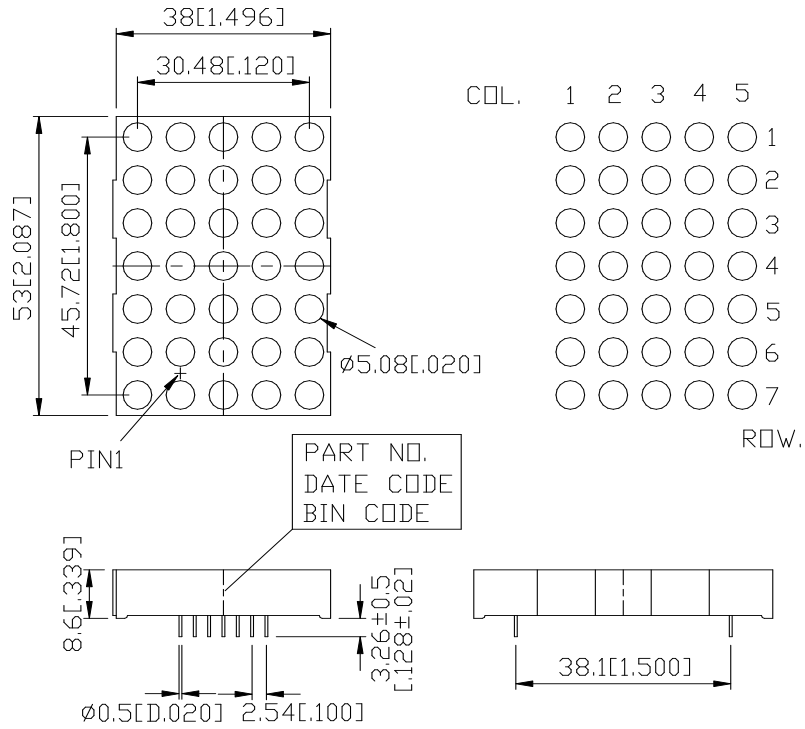 38[1.496]
30.48[.120]
COL. 1 2 3 4 5
1
2
3
4
5
6
7
ROW.
53[2.087]
45.72[1.800]
ø5.08[.020]
PIN1
PART NO.
DATE CODE
BIN CODE
8.6[.339]
3.26±0.5
[.128±.02]
38.1[1.500]
ø0.5[D.020]
2.54[.100]